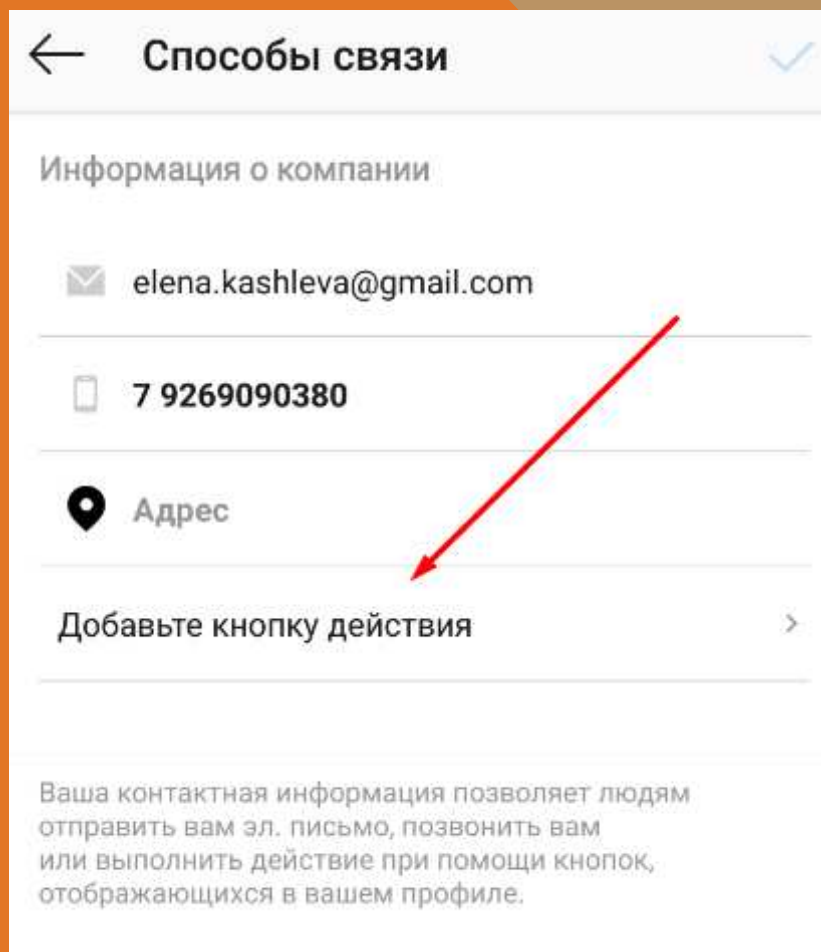 Способы связи
Информация о компании
elena.kashleva@gmail.com
7 9269090380
Адрес
Добавьте кнопку действия
Ваша контактная информация позволяет людям
отправить вам эл. письмо, позвонить вам
или выполнить действие при помощи кнопок,
отображающихся в вашем профиле.